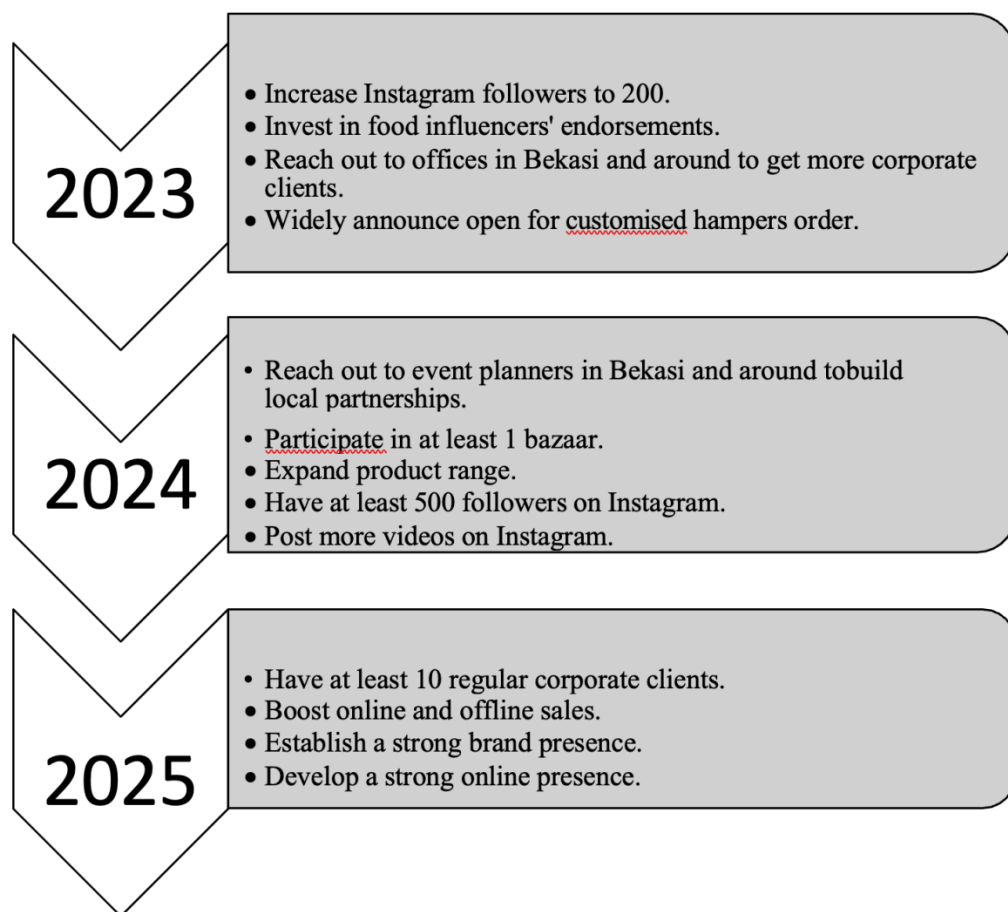 2023
• Increase Instagram followers to 200.
• Invest in food influencers' endorsements.
• Reach out to offices in Bekasi and around to get more corporate
clients.
• Widely announce open for customised hampers order.
2024
• Reach out to event planners in Bekasi and around tobuild
local partnerships.
• Participate in at least 1 bazaar.
• Expand product range.
• Have at least 500 followers on Instagram.
• Post more videos on Instagram.
2025
• Have at least 10 regular corporate clients.
• Boost online and offline sales.
• Establish a strong brand presence.
• Develop a strong online presence.